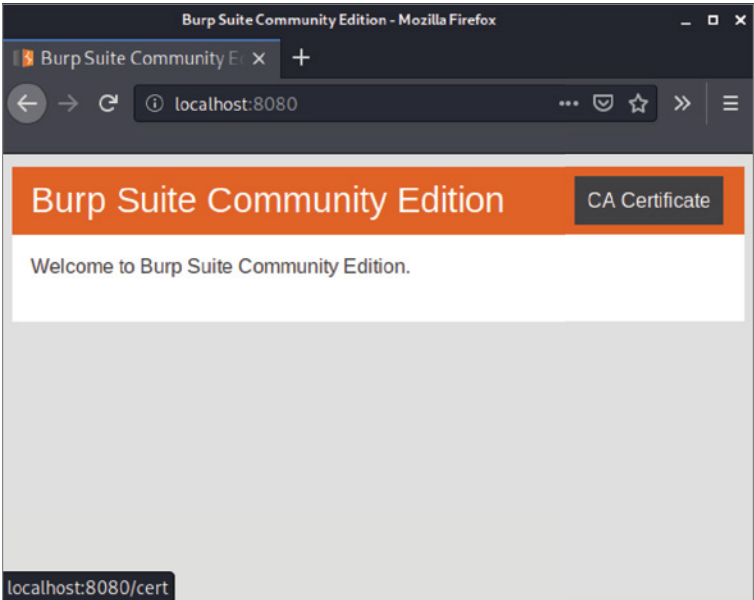 Burp Suite Community Edition - Mozilla Firefox
Burp Suite Community E
localhost:8080
Burp Suite Community Edition
CA Certificate
Welcome to Burp Suite Community Edition.
localhost:8080/cert